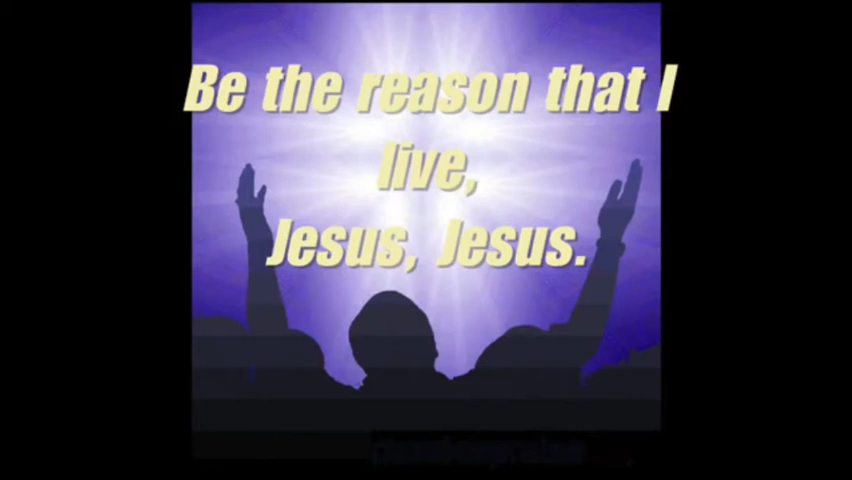 Be the reason that I
live,
Jesus, Jesus.